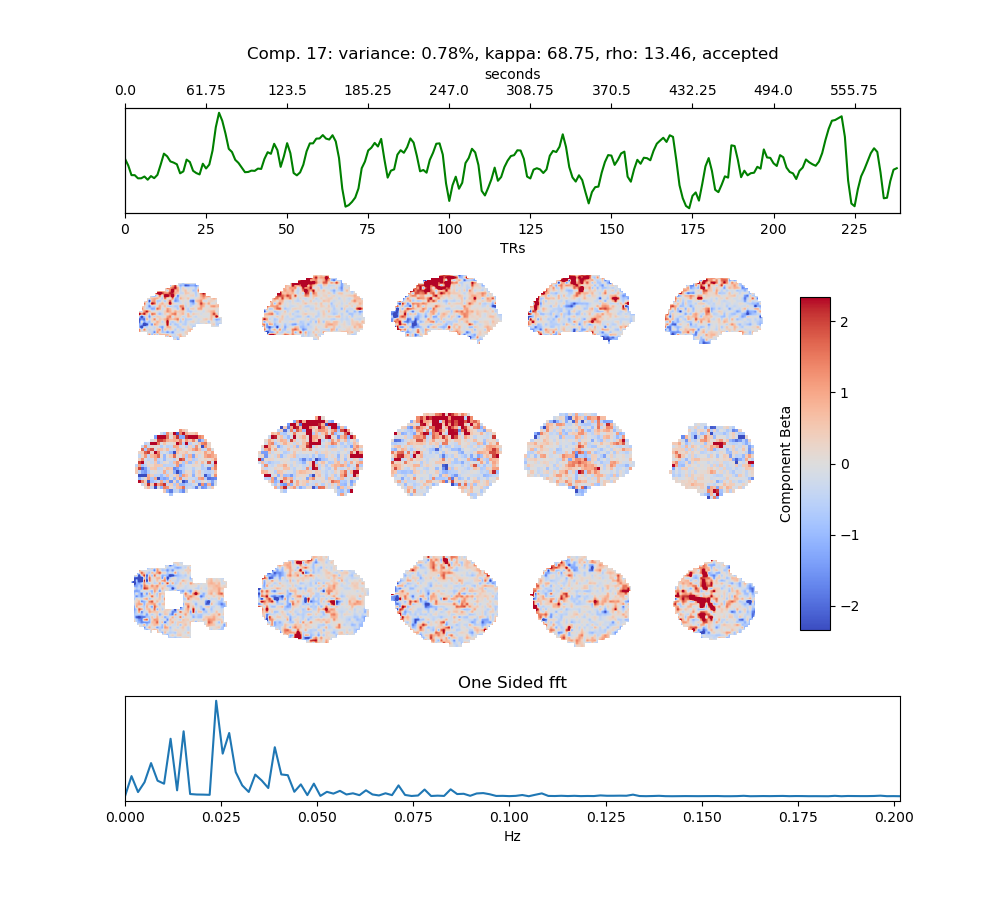 Comp. 17: variance: 0.78%, kappa: 68.75, rho: 13.46, accepted
seconds
0.0 61.75 123.5 185.25 247.0 308.75 370.5 432.25 494.0 555.75
0 25 50 75 100 125 150 175 200 225
TRs
2
1
0
−1
−2
Component Beta
One Sided fft
0.000 0.025 0.050 0.075 0.100 0.125 0.150 0.175 0.200
Hz